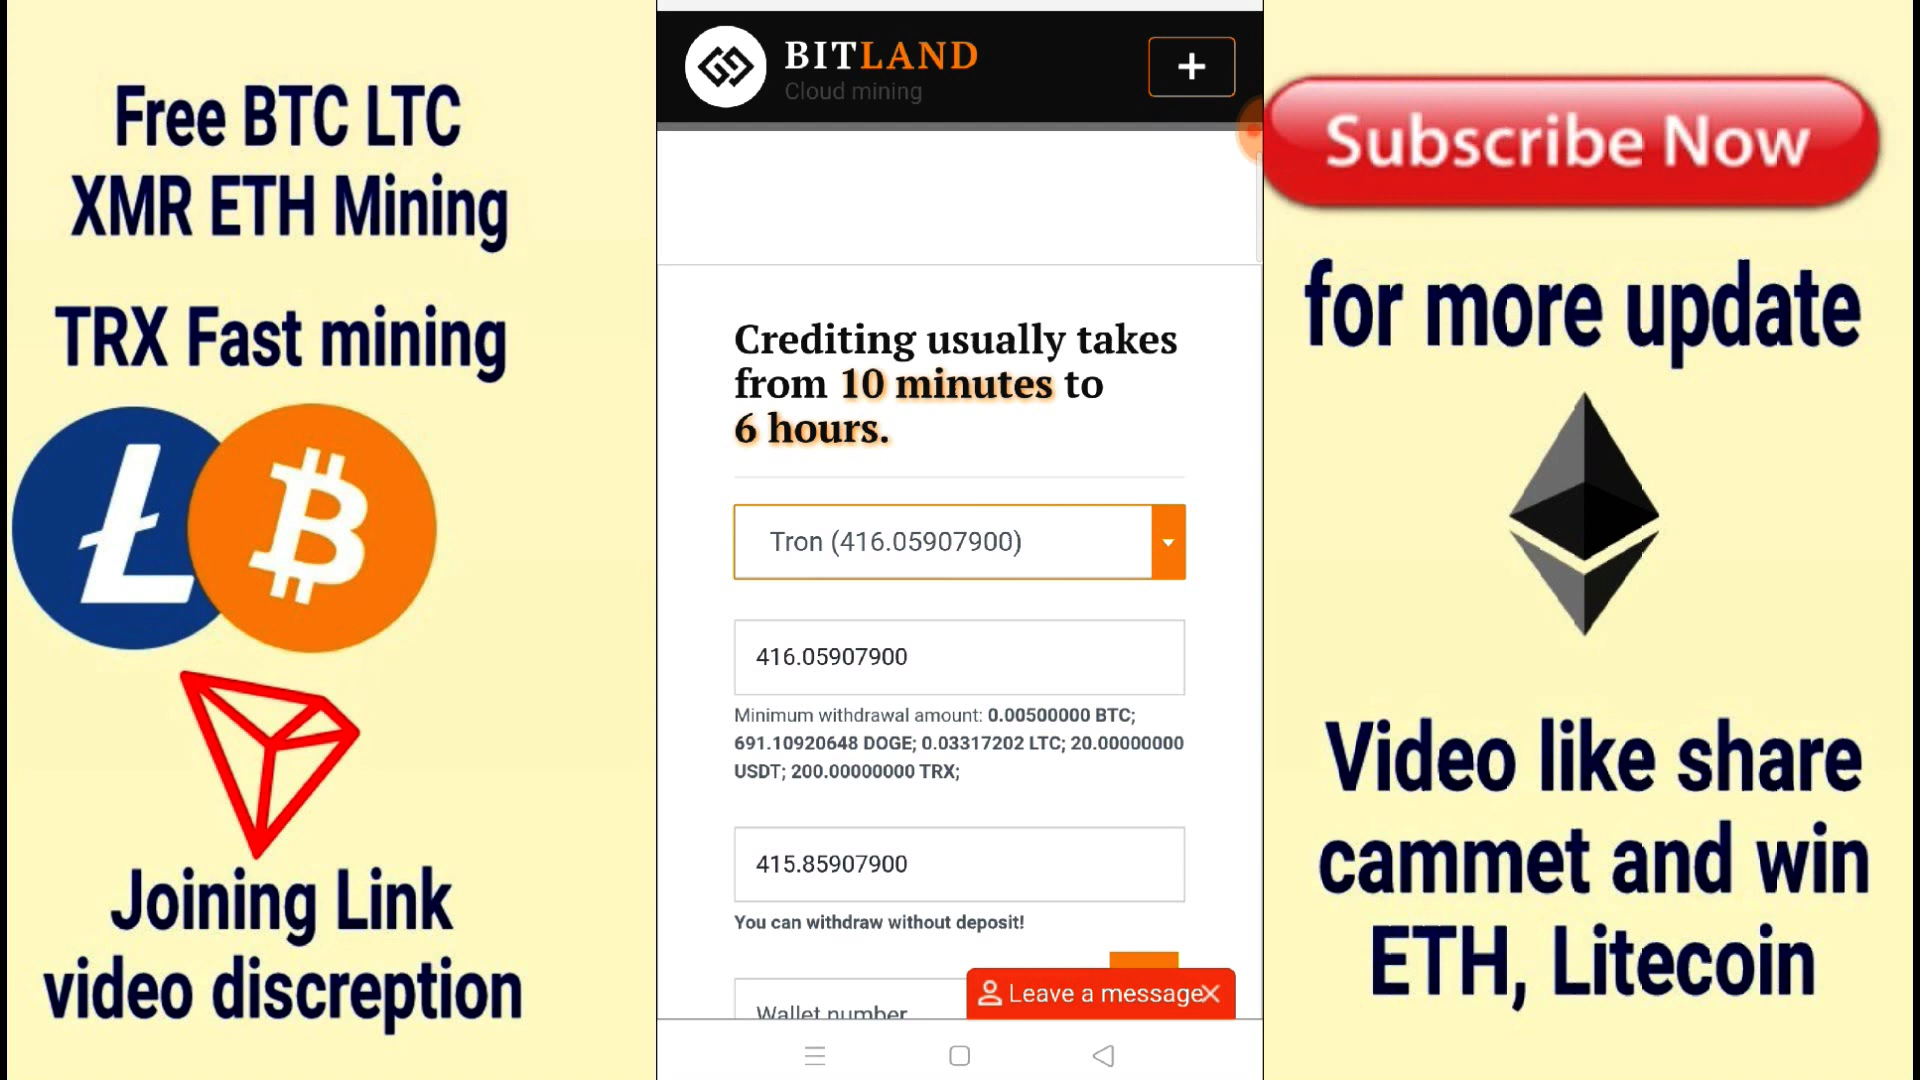 Free BTC LTC
XMR ETH Mining
TRX Fast mining
Joining Link
video discreption
BITLAND
Cloud mining
+
Crediting usually takes
from 10 minutes to
6 hours.
Tron (416.05907900)
416.05907900
Minimum withdrawal amount: 0.00500000 BTC;
691.10920648 DOGE; 0.03317202 LTC; 20.00000000
USDT; 200.00000000 TRX;
415.85907900
You can withdraw without deposit!
Wallet number
Leave a message
Subscribe Now
for more update
Video like share
cammet and win
ETH, Litecoin